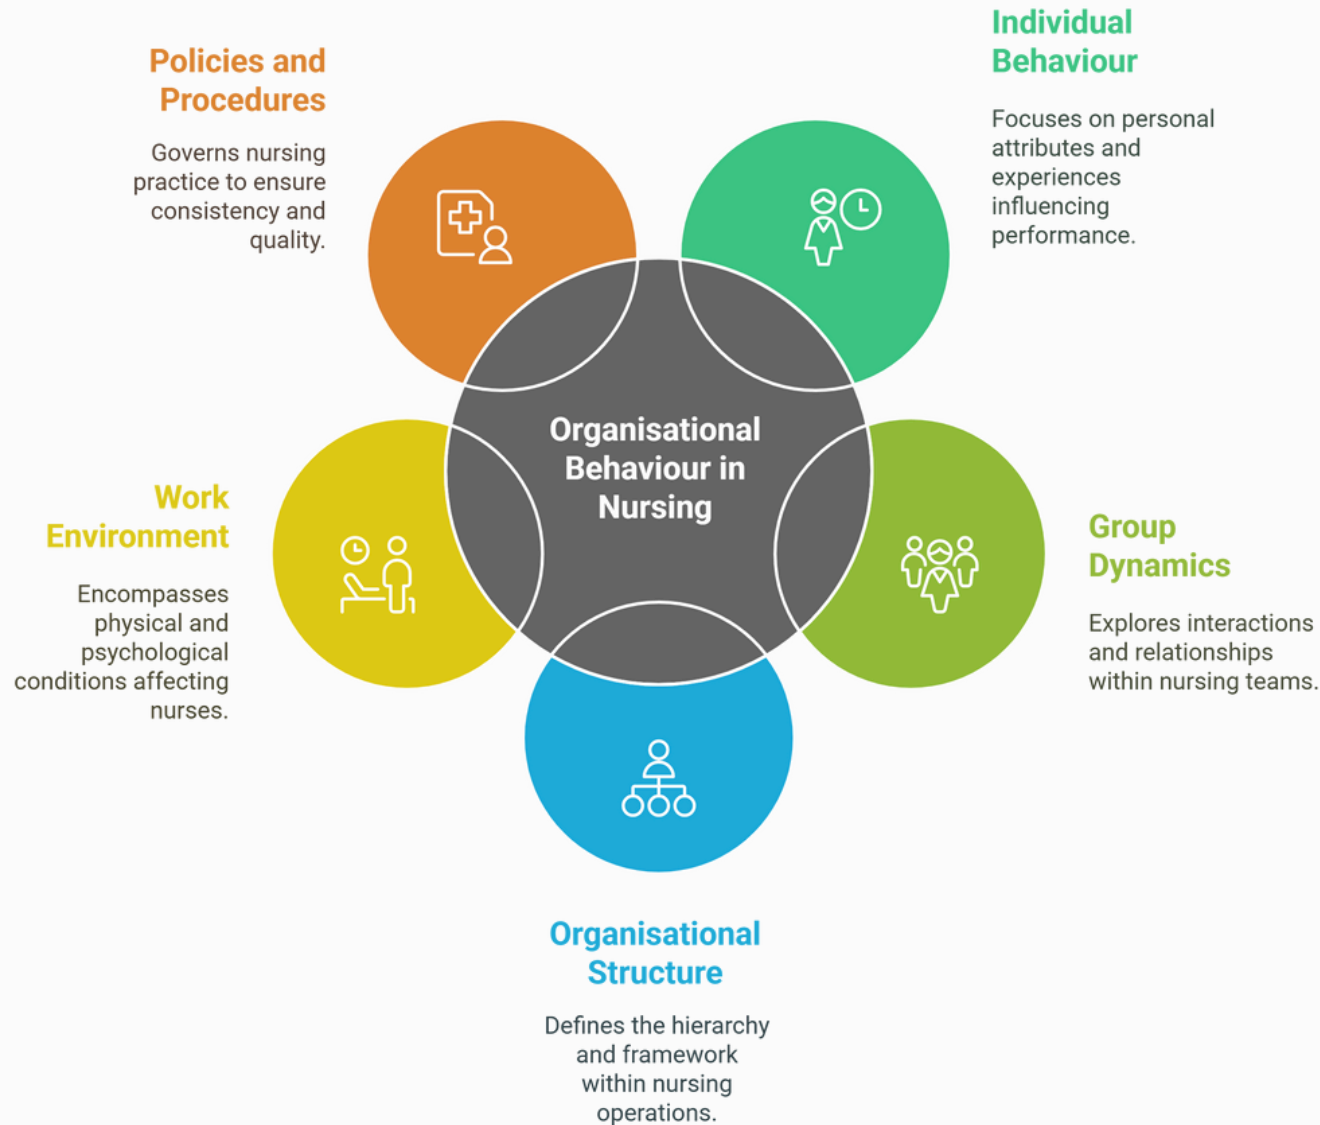 Individual
Behaviour
Focuses on personal
attributes and
experiences
influencing
performance.
Policies and
Procedures
Governs nursing
practice to ensure
consistency and
quality.
Organisational
Behaviour in
Nursing
Work
Environment
Encompasses
physical and
psychological
conditions affecting
nurses.
Group
Dynamics
Explores interactions
and relationships
within nursing teams.
Organisational
Structure
Defines the hierarchy
and framework
within nursing
operations.